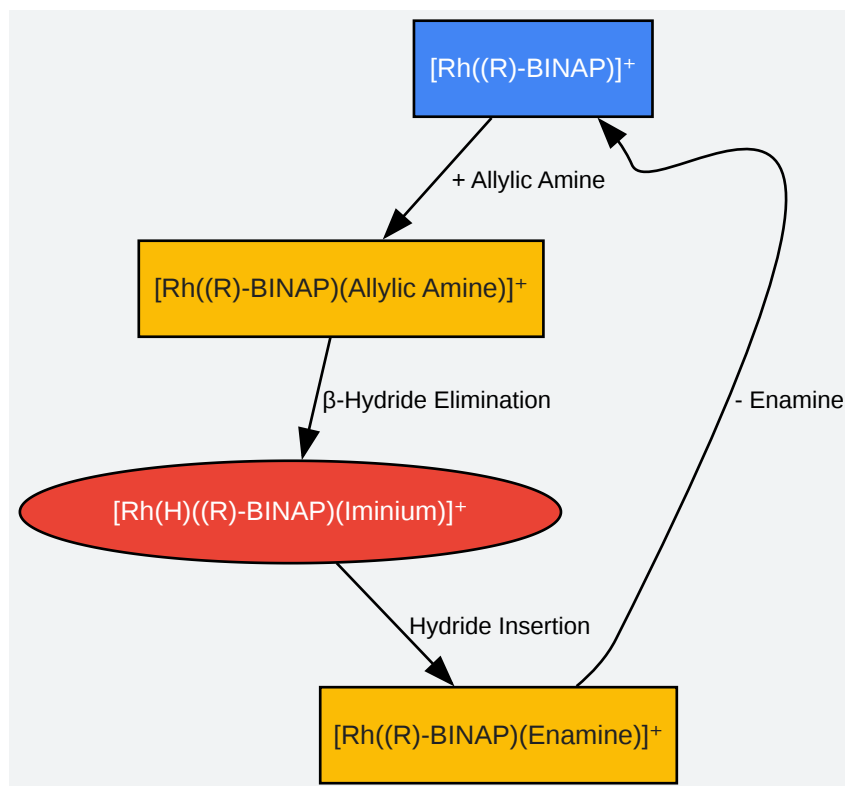 [Rh((R)-BINAP)]⁺
+ Allylic Amine
[Rh((R)-BINAP)(Allylic Amine)]⁺
β-Hydride Elimination
- Enamine
[Rh(H)((R)-BINAP)(Iminium)]⁺
Hydride Insertion
[Rh((R)-BINAP)(Enamine)]⁺